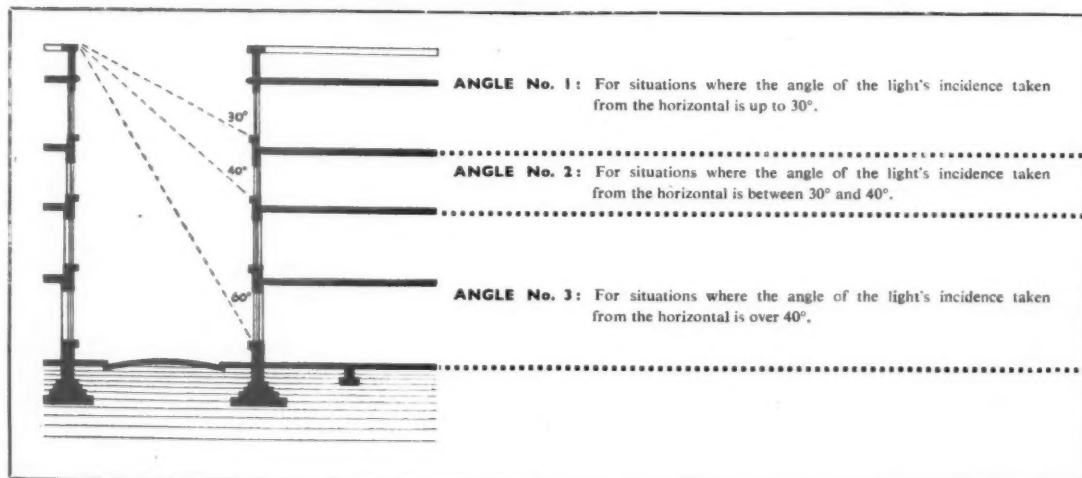 30°
40°
60°
ANGLE No. 1: For situations where the angle of the light's incidence taken
from the horizontal is up to 30°.
ANGLE No. 2: For situations where the angle of the light's incidence taken
from the horizontal is between 30° and 40°.
ANGLE No. 3: For situations where the angle of the light's incidence taken
from the horizontal is over 40°.